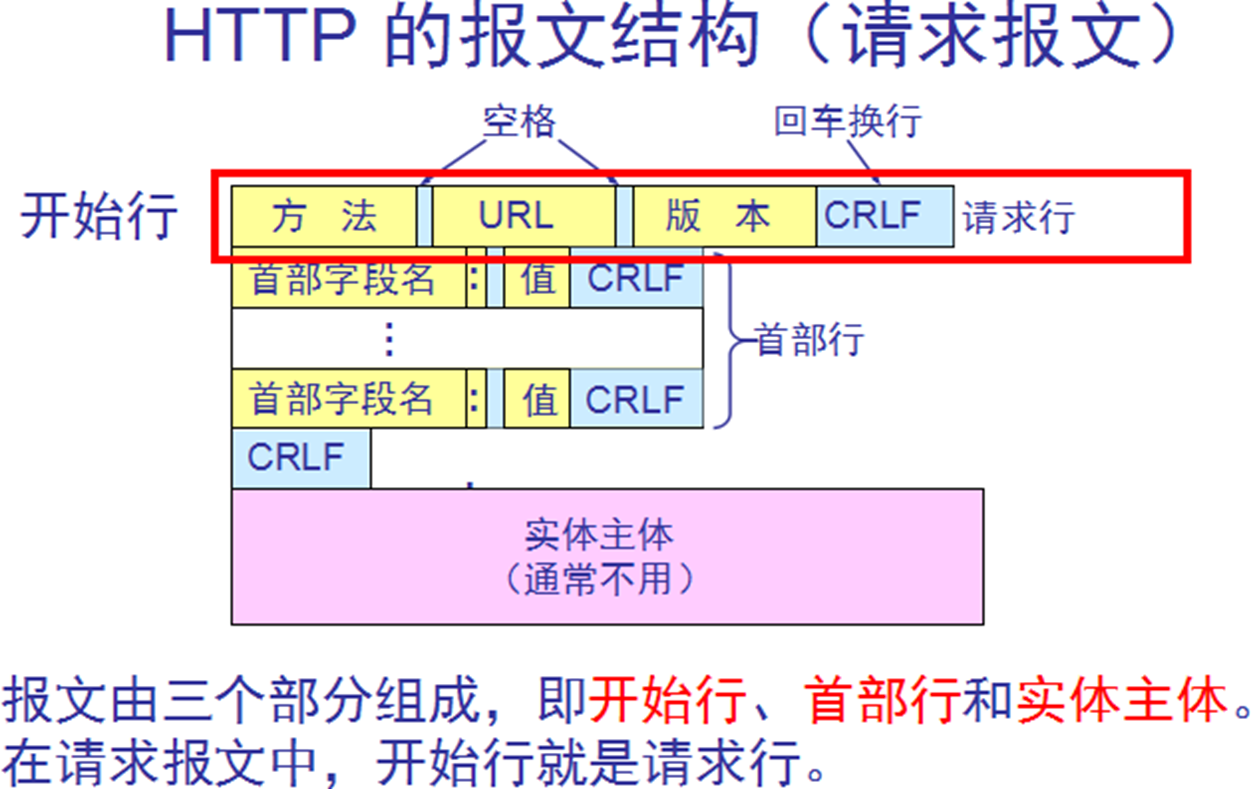 HTTP 的报文结构（请求报文）
空格
回车换行
开始行
方 法 URL 版 本 CRLF 请求行
首部字段名 : 值 CRLF
⋮
首部行
首部字段名 : 值 CRLF
CRLF
实体主体
（通常不用）
报文由三个部分组成，即开始行、首部行和实体主体。
在请求报文中，开始行就是请求行。